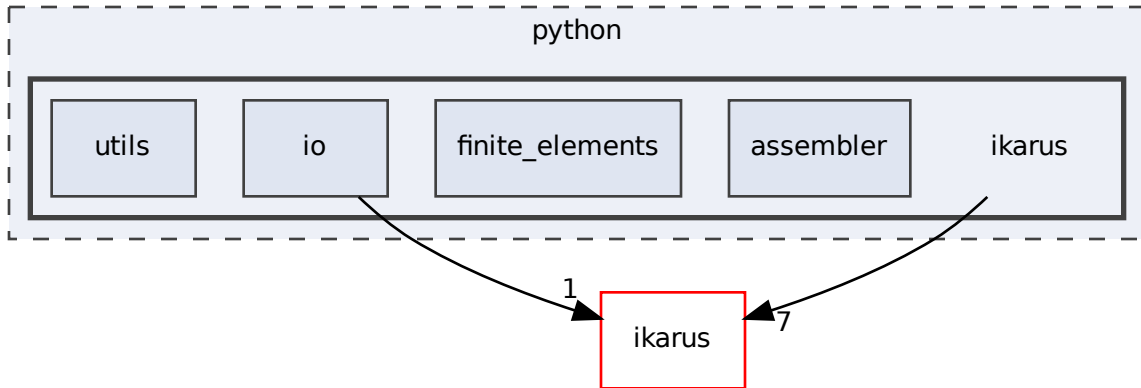 python
utils
io
finite_elements
assembler
ikarus
1
7
ikarus